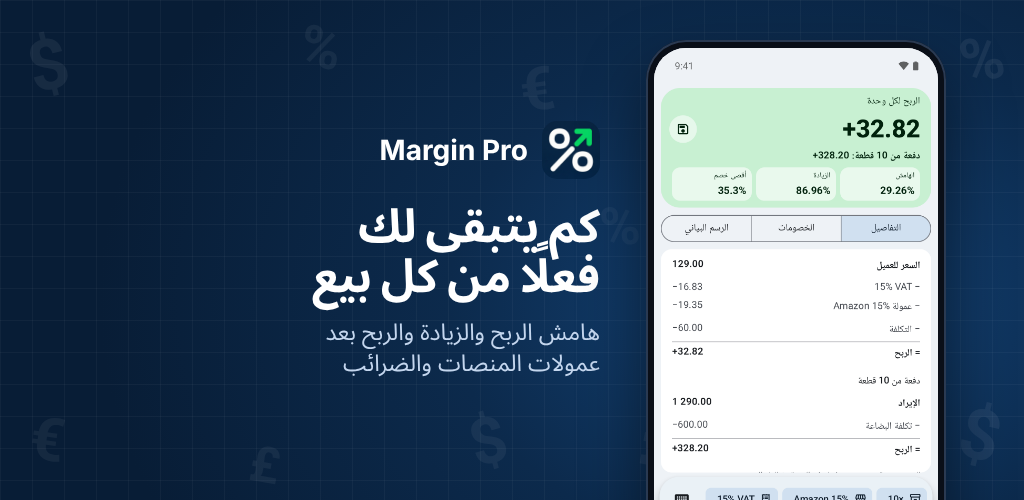 Margin Pro
كم يتبقى لك
فعلًا من كل بيع
هامش الربح والزيادة والربح بعد
عمولات المنصات والضرائب
9:41
الربح لكل وحدة
+32.82
دفعة من 10 قطعة: 328.20+
الهامش
29.26%
الزيادة
86.96%
أقصى خصم
35.3%
التفاصيل
الخصومات
الرسم البياني
السعر للعميل 129.00
− 15% VAT −16.83
− عمولة Amazon 15% −19.35
− التكلفة −60.00
= الربح +32.82
دفعة من 10 قطعة
الإيراد 1 290.00
− تكلفة البضاعة −600.00
= الربح +328.20
10x
Amazon 15%
15% VAT